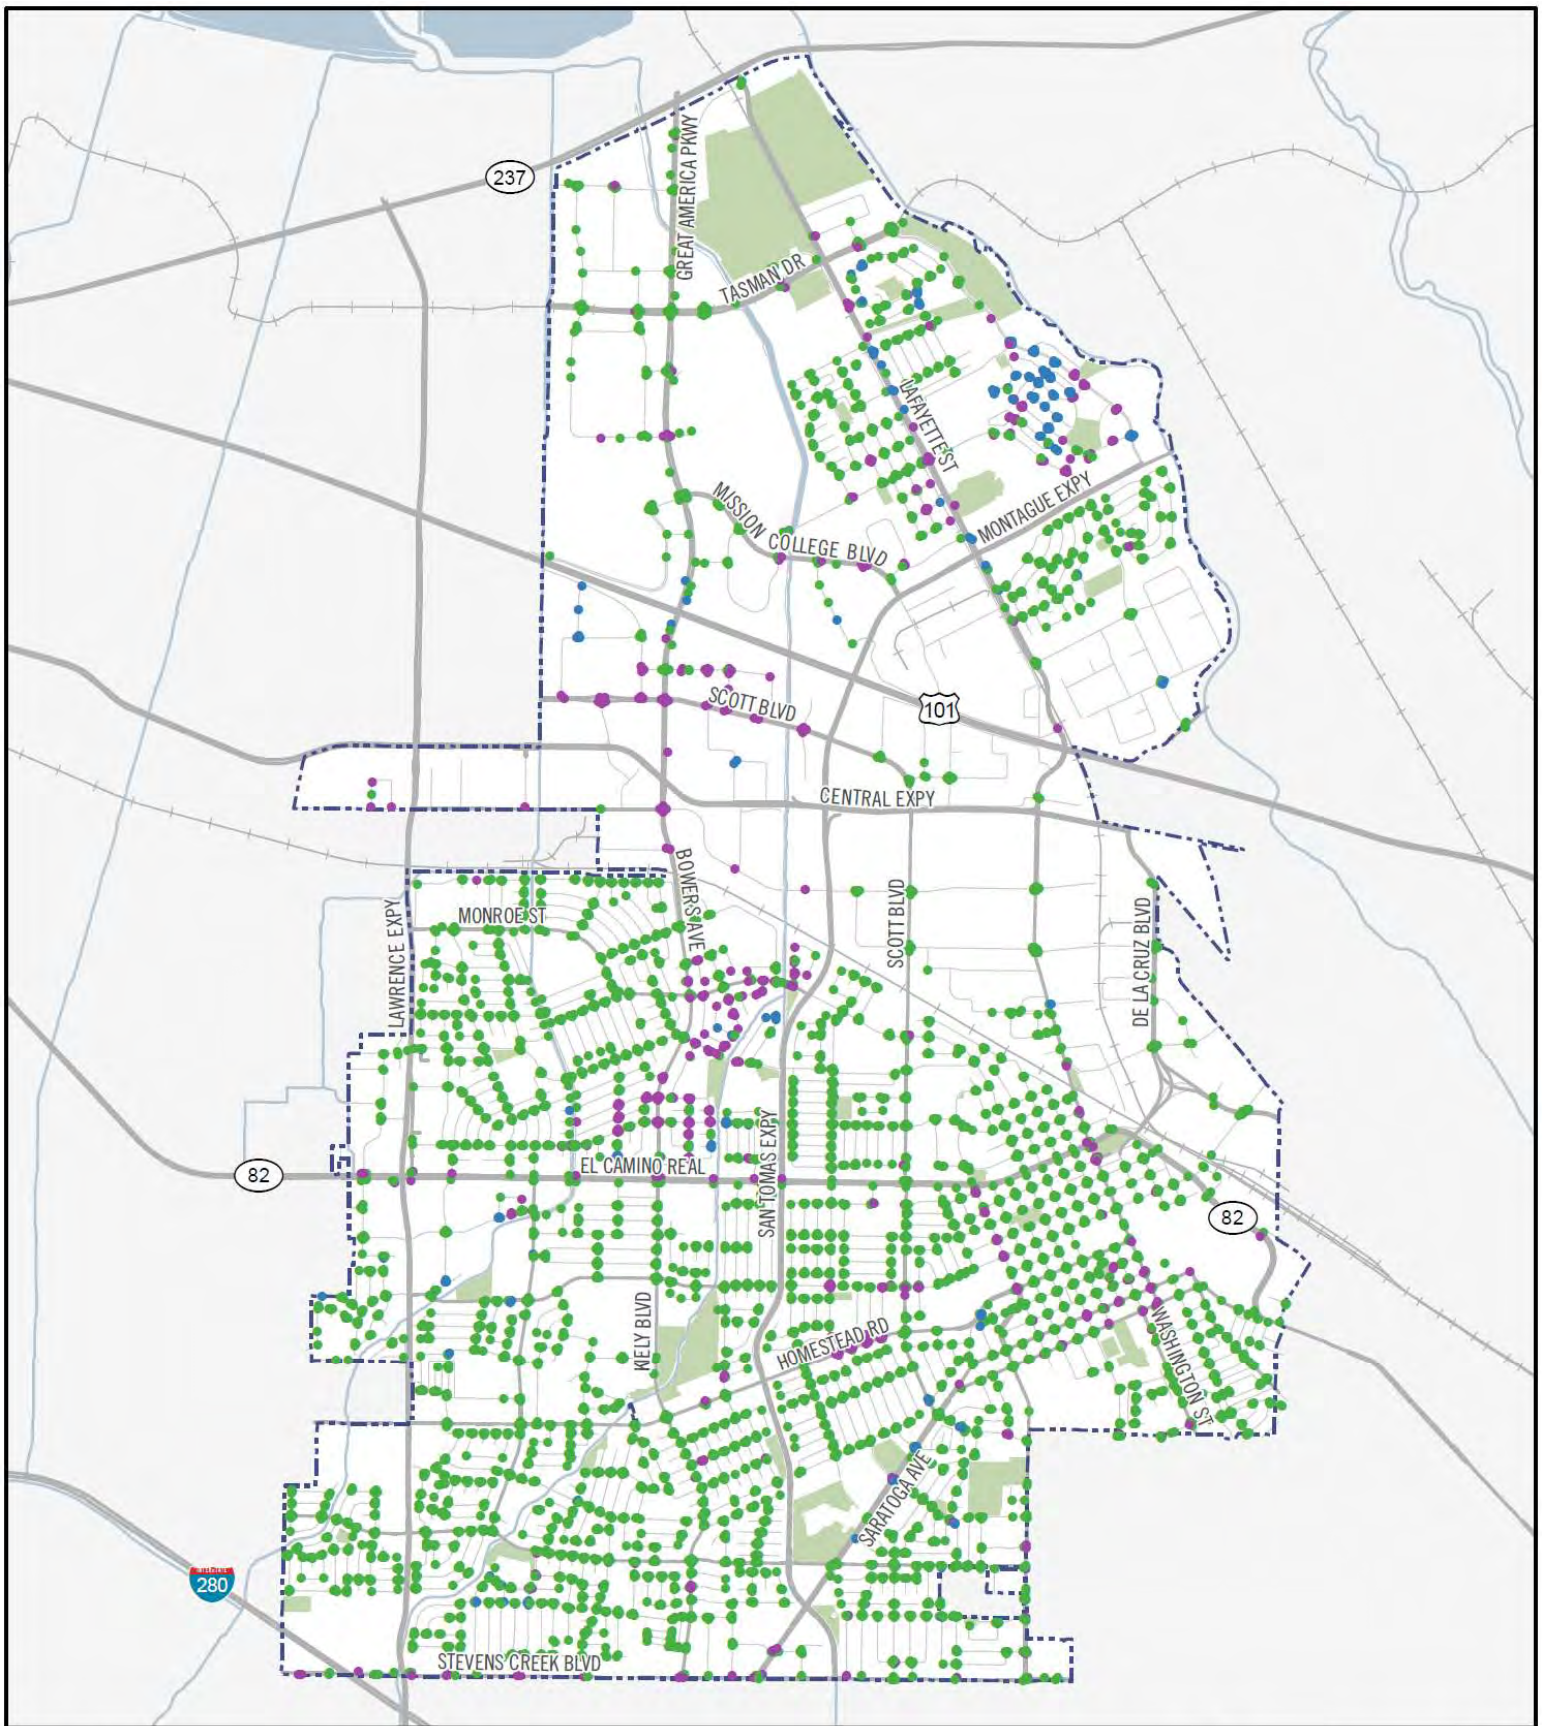 237
GREAT AMERICA PKWY
TASMAN DR
LAFAYETTE ST
MISSION COLLEGE BLVD
MONTAGUE EXPY
SCOTT BLVD
101
CENTRAL EXPY
BOWERS AVE
MONROE ST
LAWRENCE EXPY
SCOTT BLVD
DE LA CRUZ BLVD
SAN TOMAS EXPY
EL CAMINO REAL
82
82
KIELY BLVD
HOMESTEAD RD
WASHINGTON ST
SARATOGA AVE
280
STEVENS CREEK BLVD